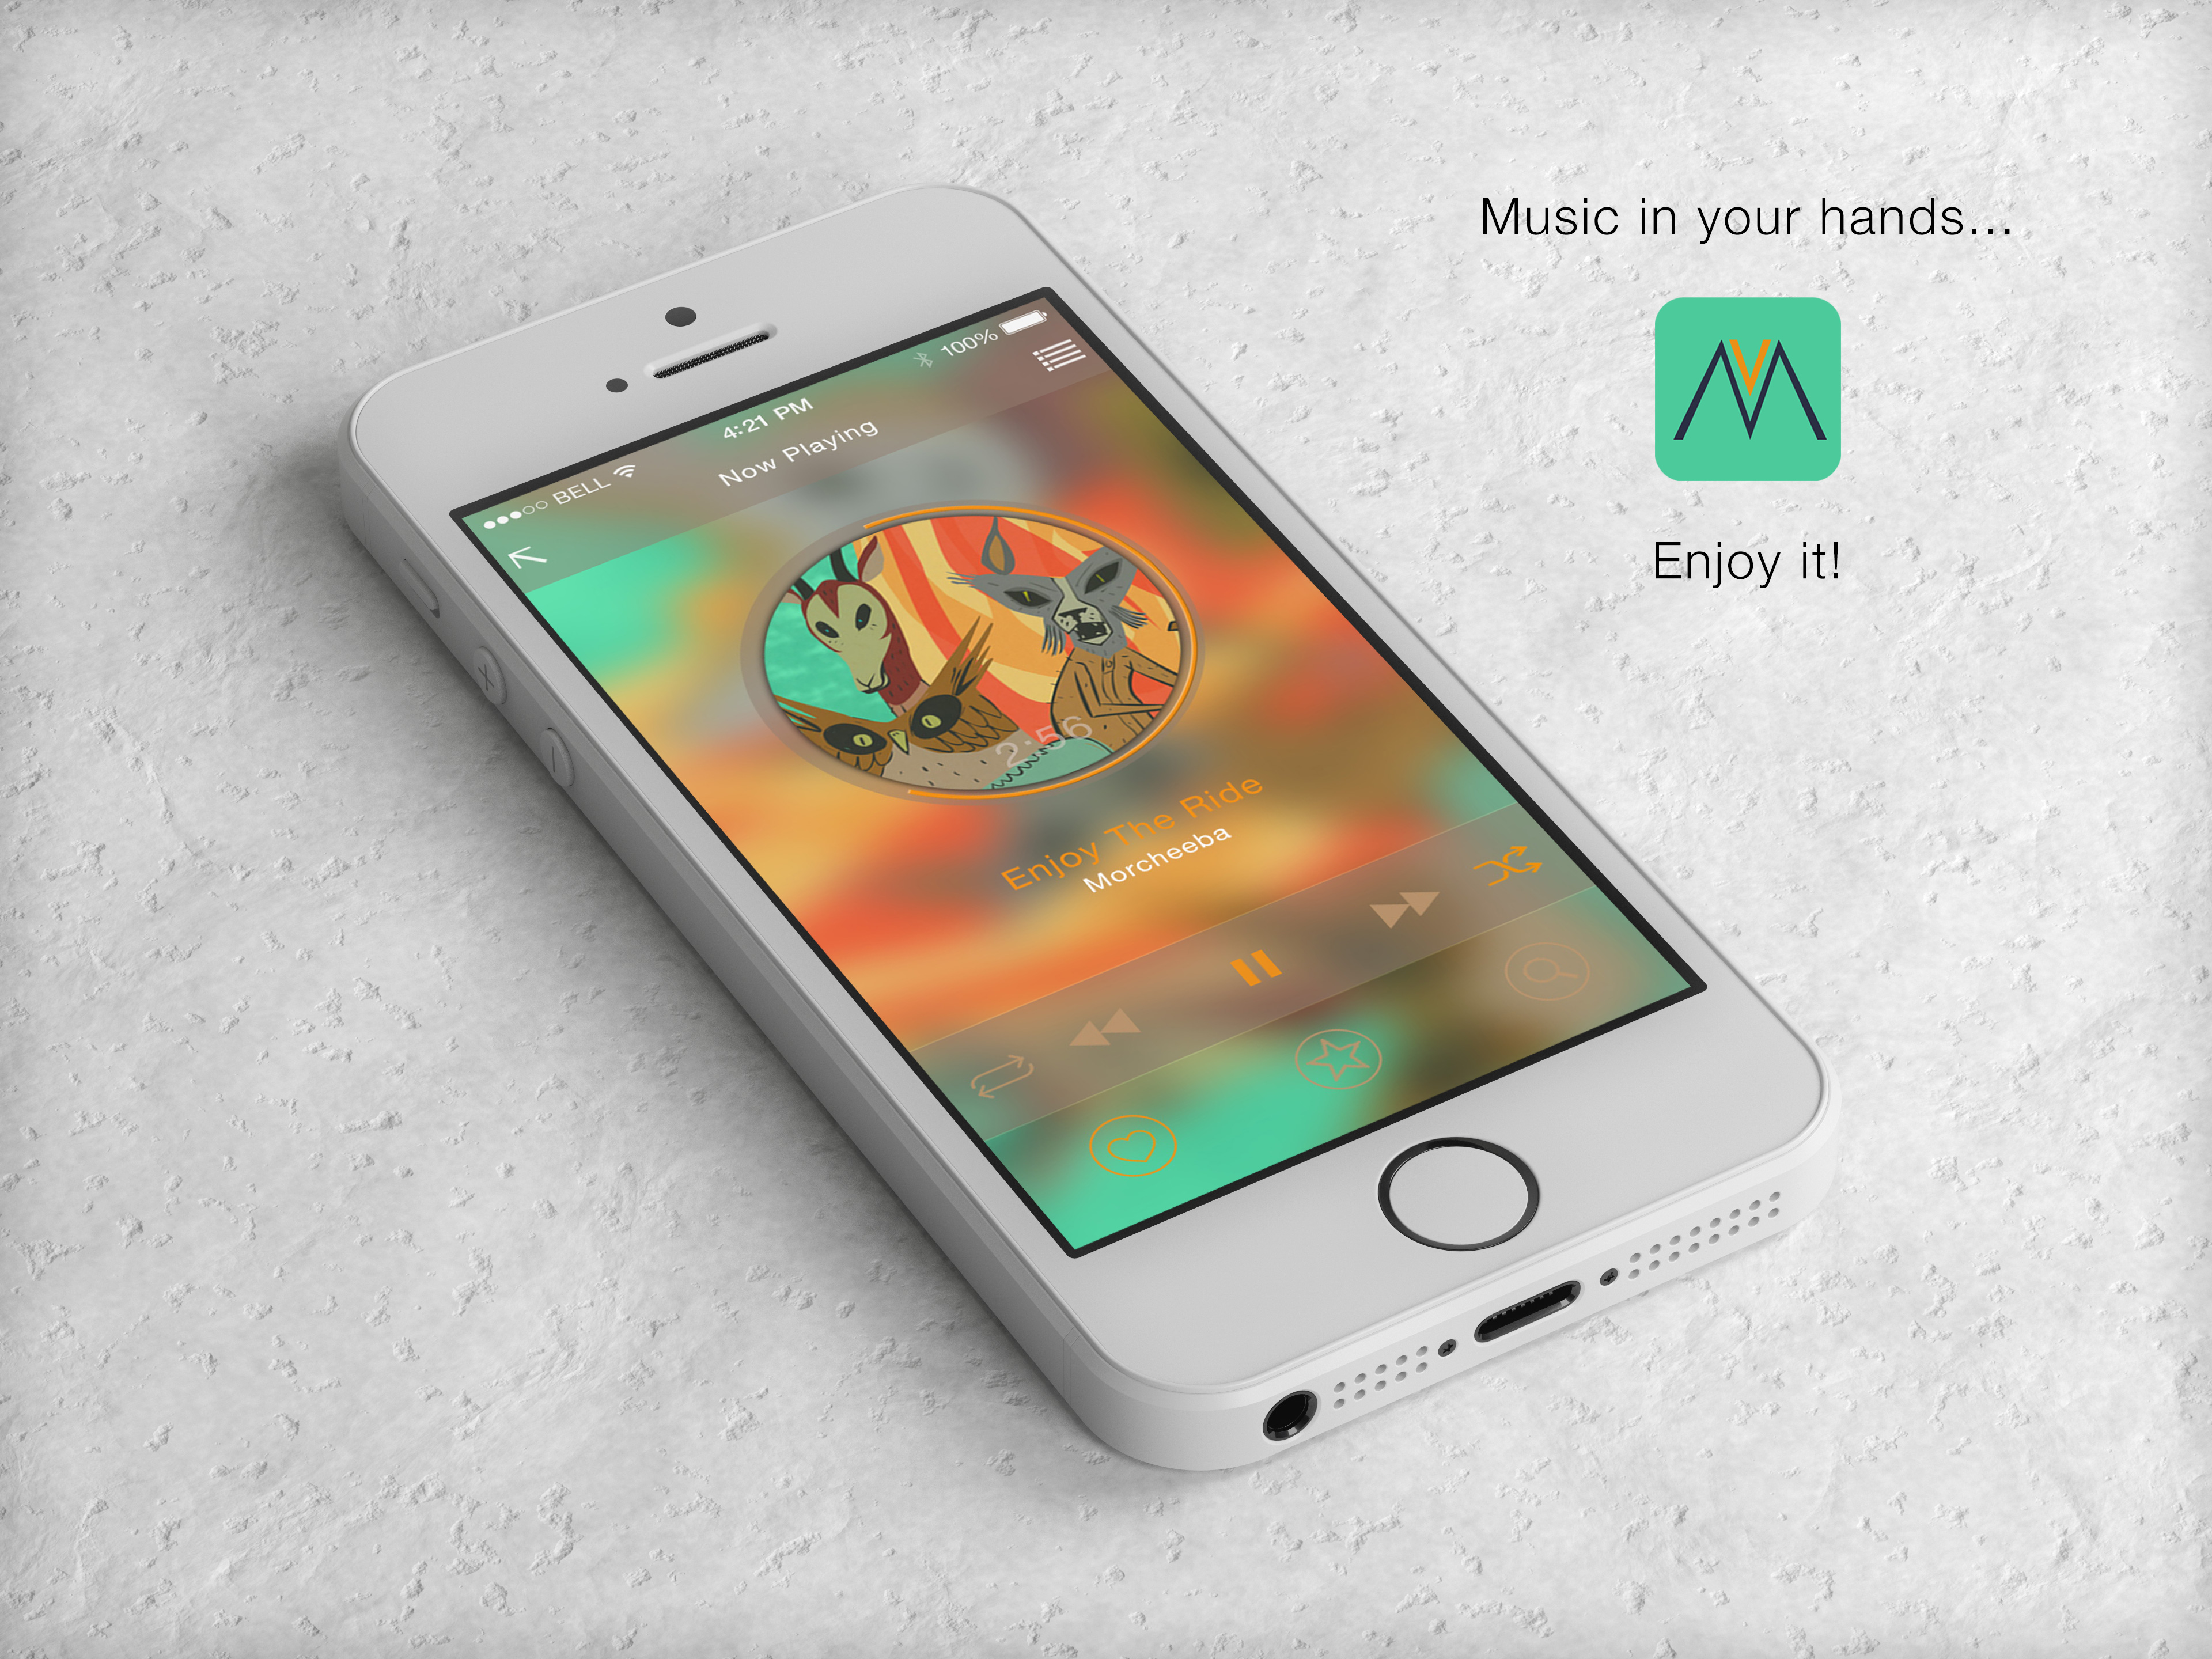 Music in your hands...
Enjoy it!
BELL
4:21 PM
100%
Now Playing
2:56
Enjoy The Ride
Morcheeba